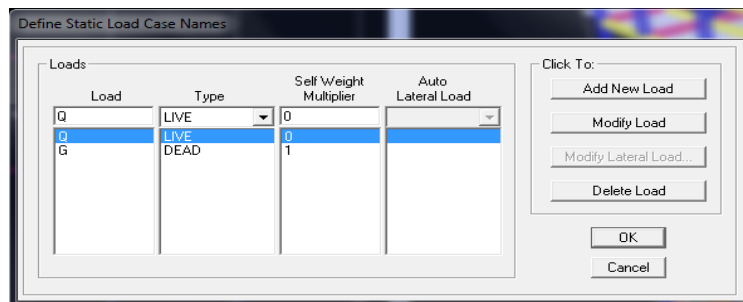 Define Static Load Case Names
Loads
Load Type Self Weight Multiplier Auto Lateral Load
Q LIVE 0
Q LIVE 0
G DEAD 1
Click To:
Add New Load
Modify Load
Modify Lateral Load...
Delete Load
OK
Cancel